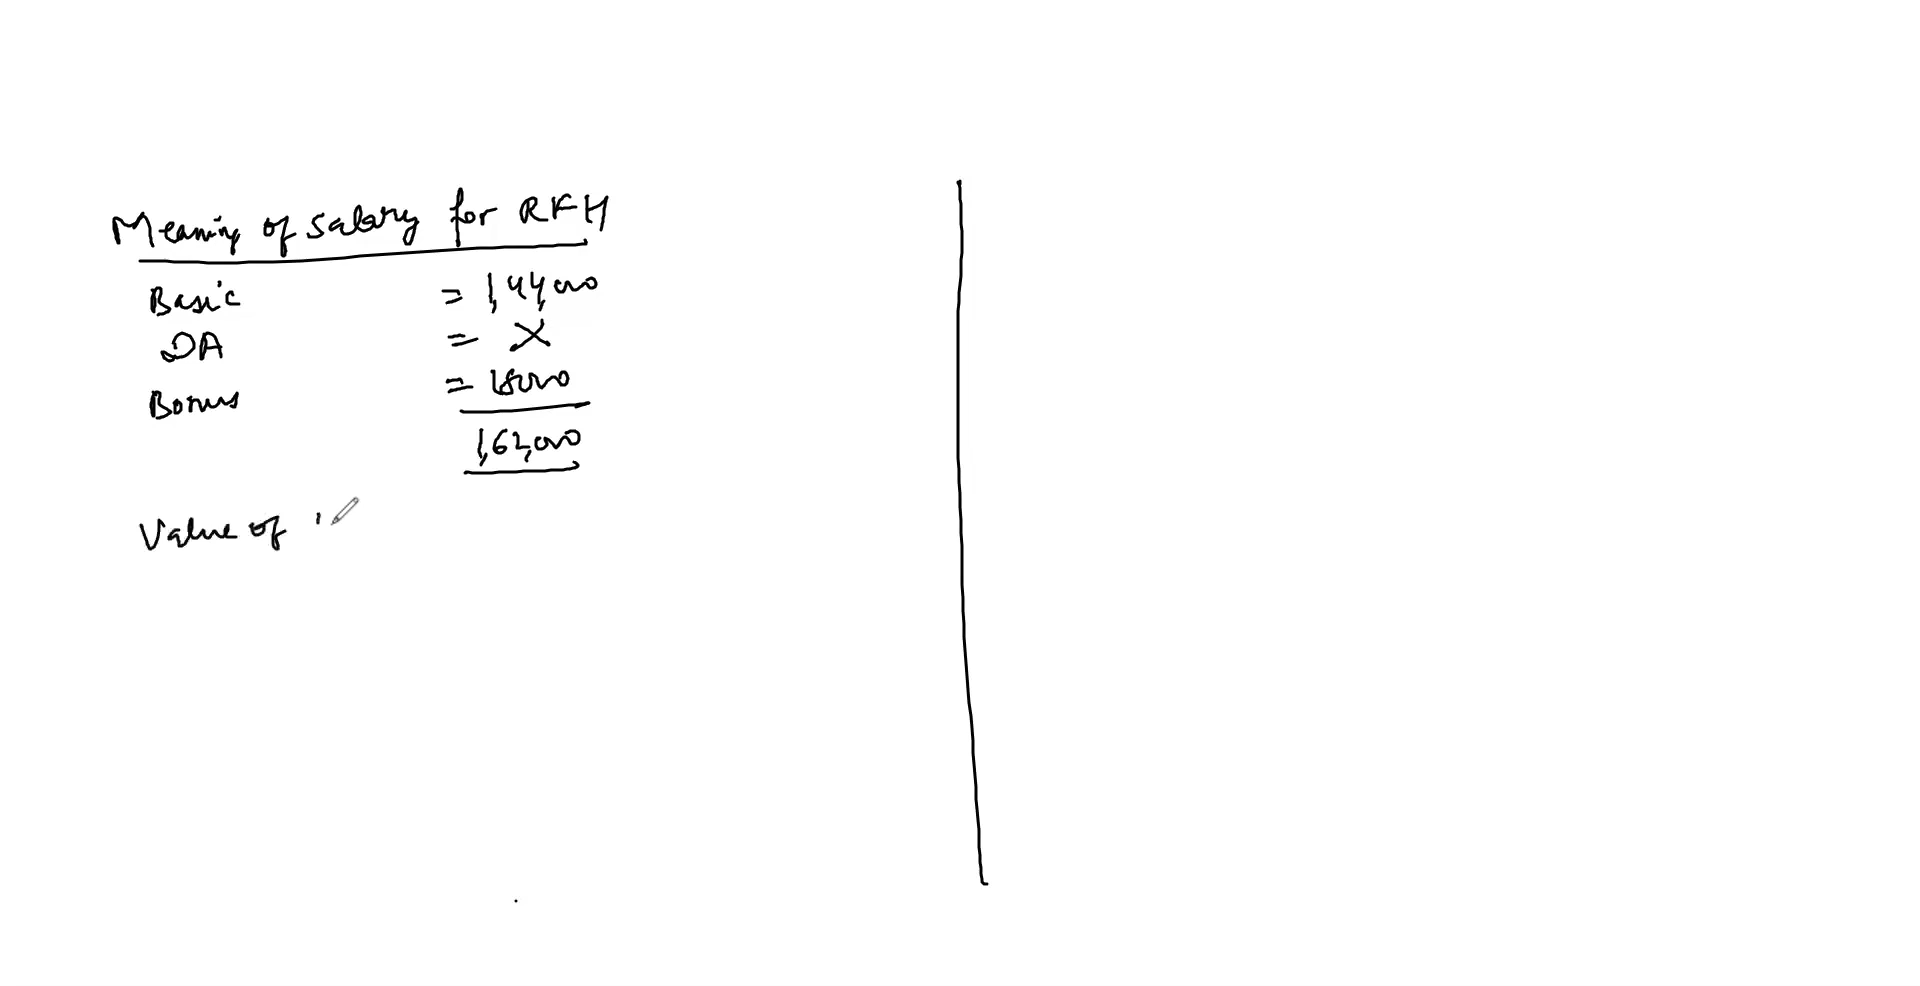 Meaning of salary for RFH
Basic = 1,44,000
DA = X
Bonus = 18000
1,62,000
Value of